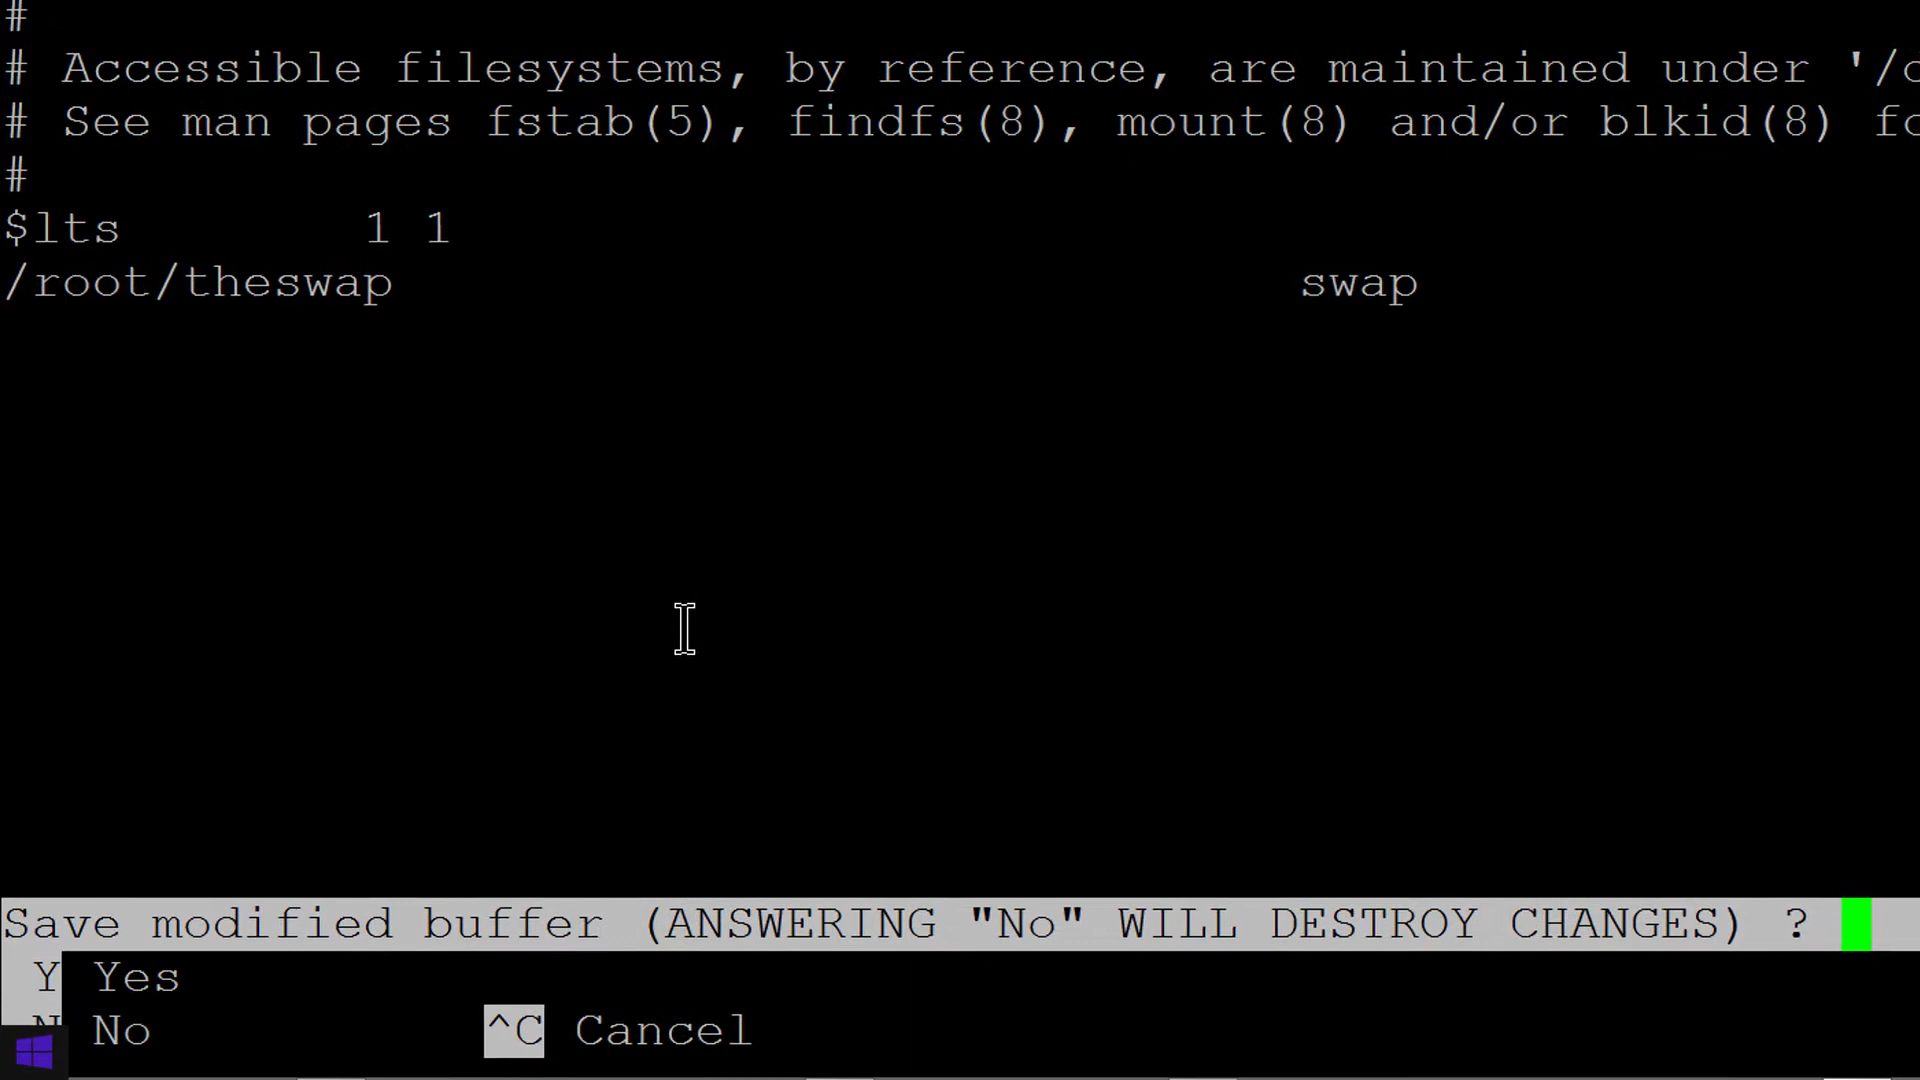 #
# Accessible filesystems, by reference, are maintained under '/
# See man pages fstab(5), findfs(8), mount(8) and/or blkid(8)
#
$lts 1 1
/root/theswap swap
Save modified buffer (ANSWERING "No" WILL DESTROY CHANGES) ?
Y Yes
N No ^C Cancel